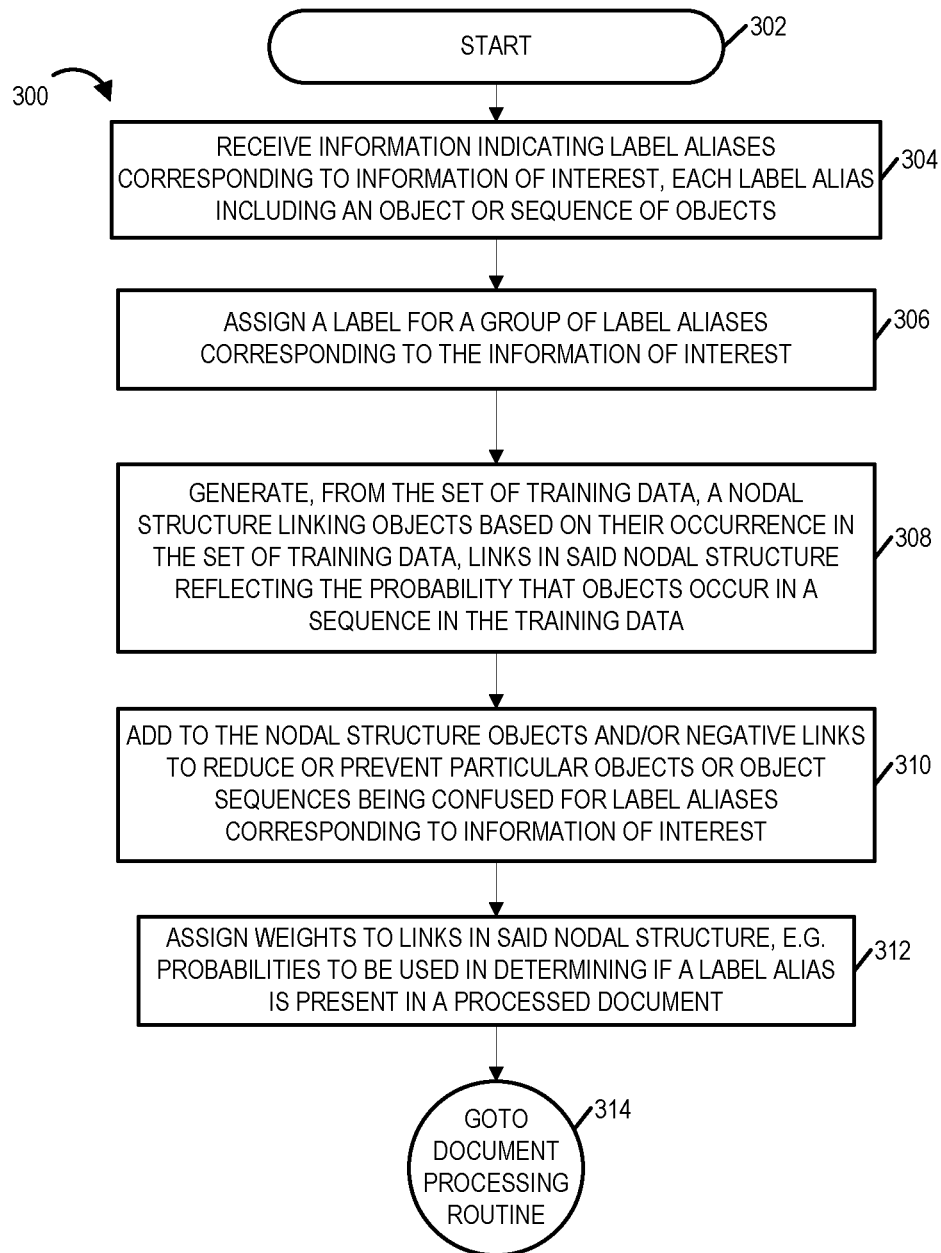 START
302
300
RECEIVE INFORMATION INDICATING LABEL ALIASES
CORRESPONDING TO INFORMATION OF INTEREST, EACH LABEL ALIAS
INCLUDING AN OBJECT OR SEQUENCE OF OBJECTS
304
ASSIGN A LABEL FOR A GROUP OF LABEL ALIASES
CORRESPONDING TO THE INFORMATION OF INTEREST
306
GENERATE, FROM THE SET OF TRAINING DATA, A NODAL
STRUCTURE LINKING OBJECTS BASED ON THEIR OCCURRENCE IN
THE SET OF TRAINING DATA, LINKS IN SAID NODAL STRUCTURE
REFLECTING THE PROBABILITY THAT OBJECTS OCCUR IN A
SEQUENCE IN THE TRAINING DATA
308
ADD TO THE NODAL STRUCTURE OBJECTS AND/OR NEGATIVE LINKS
TO REDUCE OR PREVENT PARTICULAR OBJECTS OR OBJECT
SEQUENCES BEING CONFUSED FOR LABEL ALIASES
CORRESPONDING TO INFORMATION OF INTEREST
310
ASSIGN WEIGHTS TO LINKS IN SAID NODAL STRUCTURE, E.G.
PROBABILITIES TO BE USED IN DETERMINING IF A LABEL ALIAS
IS PRESENT IN A PROCESSED DOCUMENT
312
GOTO
DOCUMENT
PROCESSING
ROUTINE
314